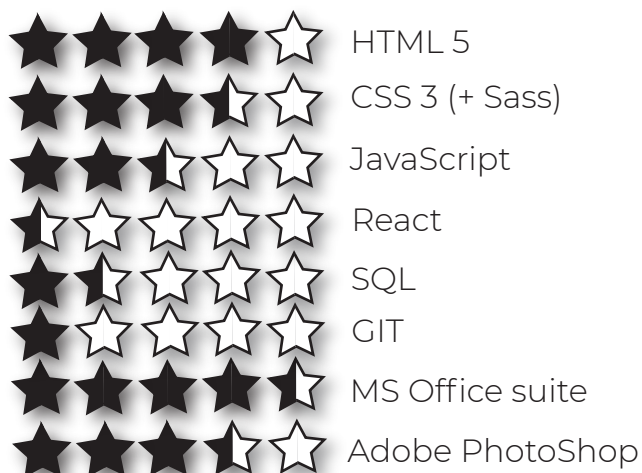 HTML 5
CSS 3 (+ Sass)
JavaScript
React
SQL
GIT
MS Office suite
Adobe PhotoShop